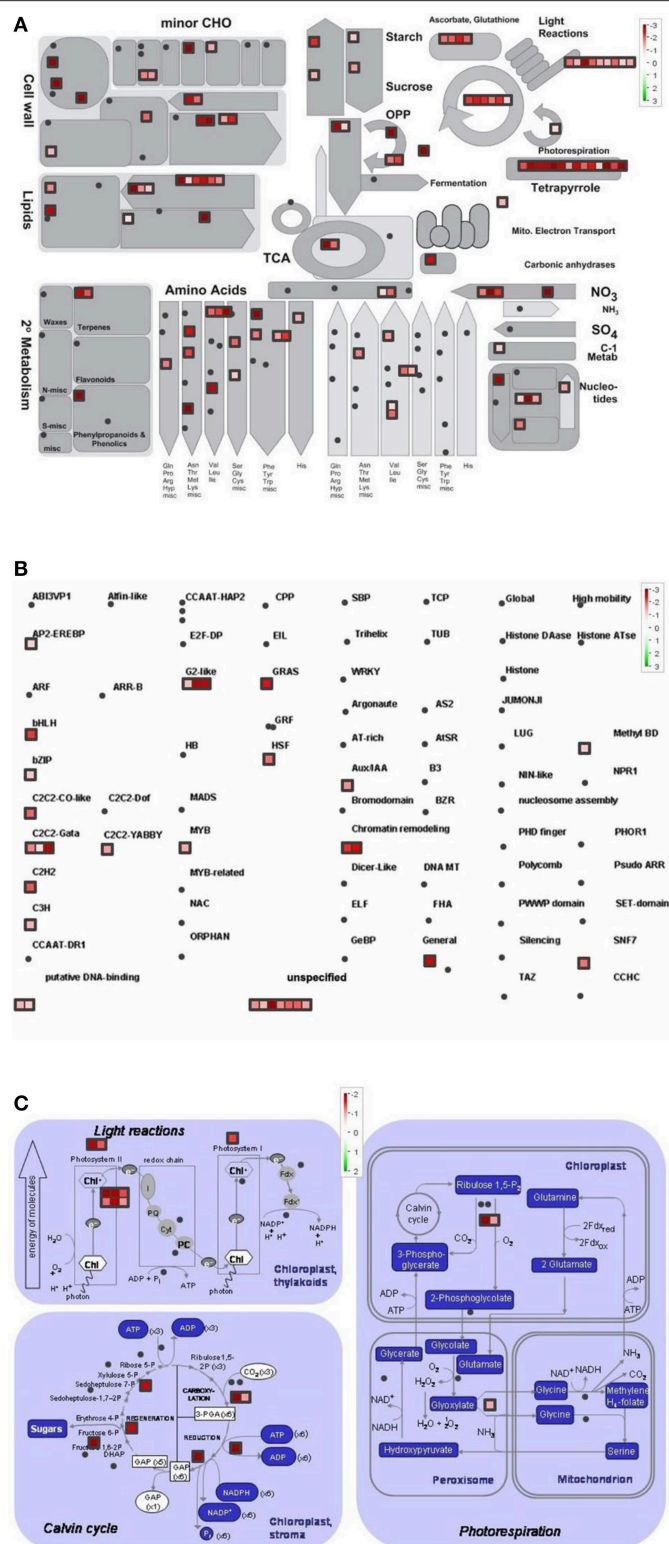 A
minor CHO
Cell wall
Lipids
2° Metabolism
Waxes
Terpenes
Flavonoids
N-misc
S-misc
misc
Phenylpropanoids &
Phenolics
Starch
Sucrose
OPP
Ascorbate, Glutathione
Light
Reactions
-3
-2
-1
0
1
2
3
Photorespiration
Tetrapyrrole
Fermentation
Mito. Electron Transport
TCA
Carbonic anhydrases
Amino Acids
NO3
NH3
SO4
C-1
Metab
Nucleo-
tides
Gln
Pro
Arg
Hyp
misc
Asn
Thr
Met
Lys
misc
Val
Leu
Ile
Ser
Gly
Cys
misc
Phe
Tyr
Trp
misc
His
Gln
Pro
Arg
Hyp
misc
Asn
Thr
Met
Lys
misc
Val
Leu
Ile
Ser
Gly
Cys
misc
Phe
Tyr
Trp
misc
His
B
ABI3VP1 Alfin-like CCAAT-HAP2 CPP SBP TCP Global High mobility
-3
-2
-1
0
1
2
3
AP2-EREBP E2F-DP EIL Trihelix TUB Histone DAase Histone ATse
G2-like GRAS WRKY Histone
ARF ARR-B Argonaute AS2 JUMONJI
bHLH GRF AT-rich AtSR LUG Methyl BD
bZIP HB HSF Aux/IAA B3 NIN-like NPR1
C2C2-CO-like C2C2-Dof MADS Bromodomain BZR nucleosome assembly
C2C2-Gata C2C2-YABBY MYB Chromatin remodeling PHD finger PHOR1
C2H2 MYB-related Dicer-Like DNA MT Polycomb Psudo ARR
C3H NAC ELF FHA PWWP domain SET-domain
CCAAT-DR1 ORPHAN GeBP General Silencing SNF7
putative DNA-binding unspecified TAZ CCHC
C
Light reactions
-2
-1
0
1
2
energy of molecules
Photosystem II
redox chain
Photosystem I
Chl*
Chl*
I
PQ
Cyt
PC
Chl
Chl
Fdx
Fdx
H2O
O2
+
H+ H+
photon
ADP + Pi
ATP
photon
NADP+
+
H+ H+
NADPH
+
H+
Chloroplast,
thylakoids
ATP (x3)
ADP (x3)
Ribose 5-P
Xylulose 5-P
Sedoheptulose 7-P
Sedoheptulose-1,7-2P
Erythrose 4-P
Fructose 6-P
Fructose 1,6-2P
DHAP
Sugars
Ribulose1,5-
2P (x3)
CO2(x3)
CARBOXY-
LATION
3-PGA(x6)
REGENERATION
REDUCTION
GAP (x5)
GAP
(x6)
GAP
(x1)
ATP (x6)
ADP (x6)
NADPH (x6)
NADP+ (x6)
Pi (x6)
Calvin cycle
Chloroplast,
stroma
Chloroplast
Ribulose 1,5-P2
Glutamine
Calvin
cycle
2Fdxred
2Fdxox
CO2
O2
3-Phospho-
glycerate
2 Glutamate
ADP
ATP
2-Phosphoglycolate
ADP
ATP
Glycerate
Glycolate
Glutamate
O2
H2O2
H2O + ½O2
Glyoxylate
NAD+
NADH
NH3
Hydroxypyruvate
Peroxisome
NAD+ NADH
NH3
CO2
Glycine
Glycine
Methylene
H4-folate
Serine
Mitochondrion
Photorespiration